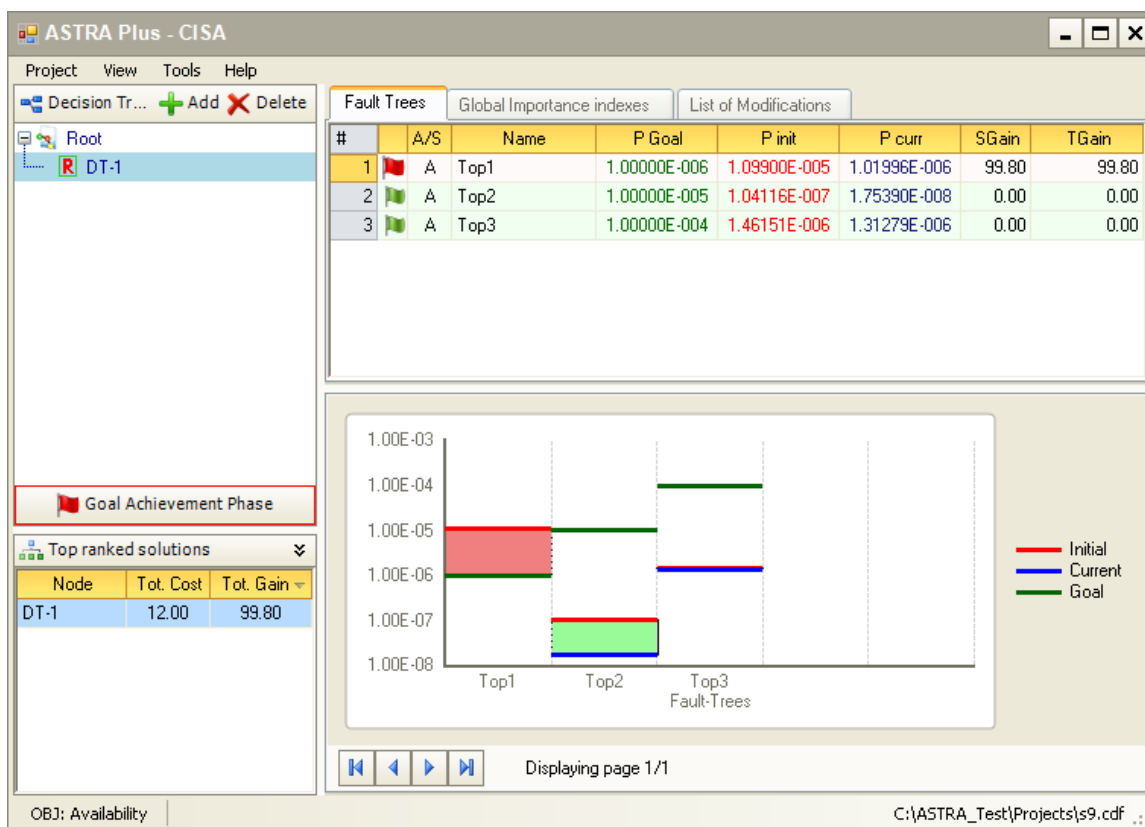 ASTRA Plus - CISA
Project View Tools Help
Decision Tr... Add Delete
Root
R DT-1
Goal Achievement Phase
Top ranked solutions
Node Tot. Cost Tot. Gain
DT-1 12.00 99.80
Fault Trees Global Importance indexes List of Modifications
# A/S Name P Goal P init P curr SGain TGain
1 A Top1 1.00000E-006 1.09900E-005 1.01996E-006 99.80 99.80
2 A Top2 1.00000E-005 1.04116E-007 1.75390E-008 0.00 0.00
3 A Top3 1.00000E-004 1.46151E-006 1.31279E-006 0.00 0.00
1.00E-03
1.00E-04
1.00E-05
1.00E-06
1.00E-07
1.00E-08
Top1 Top2 Top3
Fault-Trees
Initial
Current
Goal
Displaying page 1/1
OBJ: Availability C:\ASTRA_Test\Projects\s9.cdf